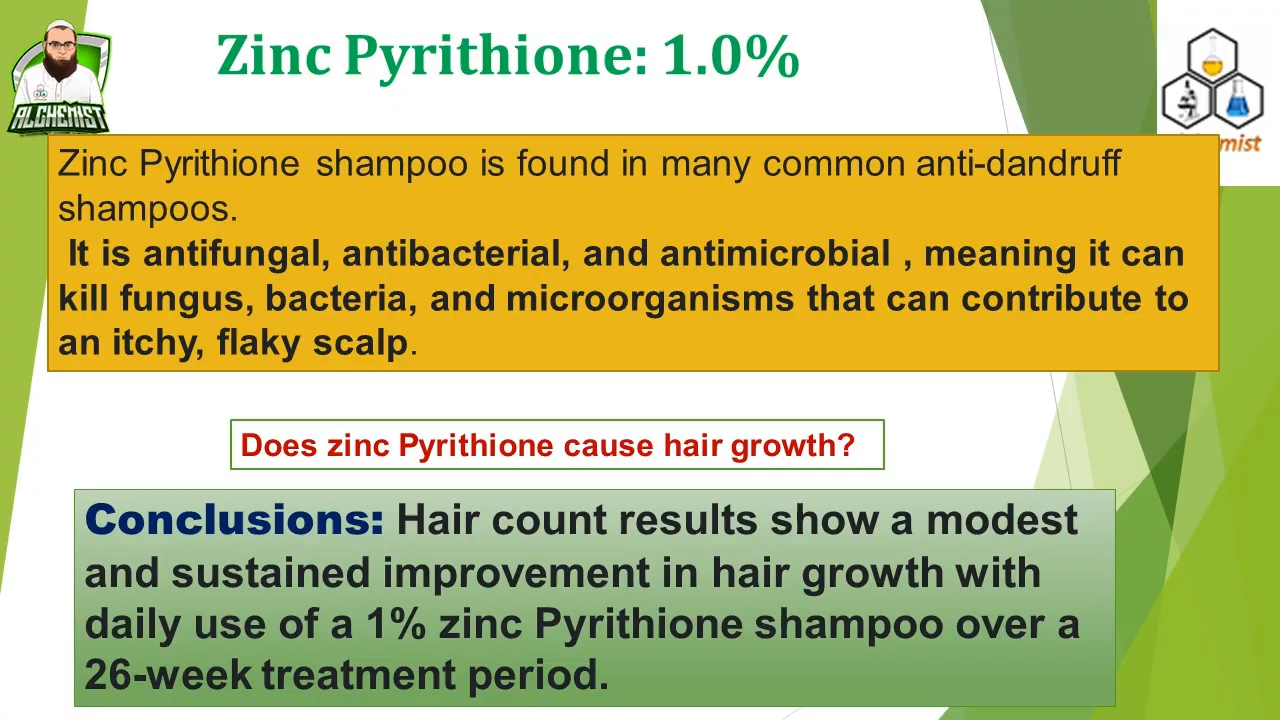 Zinc Pyrithione: 1.0%
ALCHEMIST
mist
Zinc Pyrithione shampoo is found in many common anti-dandruff
shampoos.
It is antifungal, antibacterial, and antimicrobial , meaning it can
kill fungus, bacteria, and microorganisms that can contribute to
an itchy, flaky scalp.
Does zinc Pyrithione cause hair growth?
Conclusions: Hair count results show a modest
and sustained improvement in hair growth with
daily use of a 1% zinc Pyrithione shampoo over a
26-week treatment period.